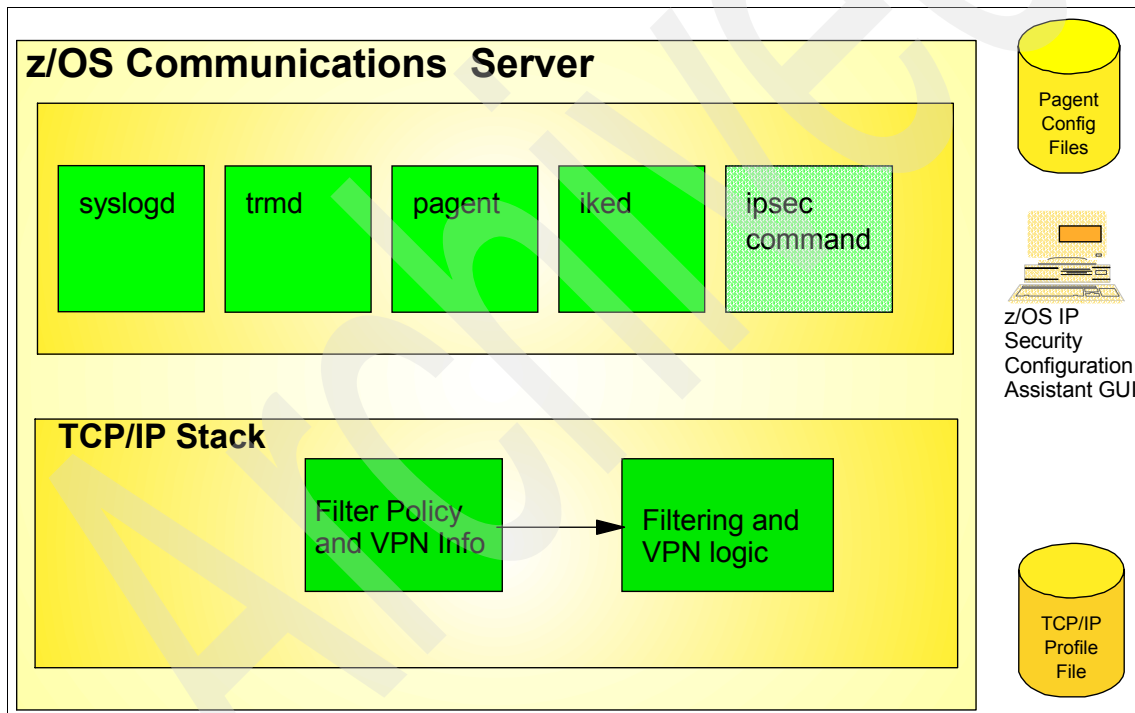 z/OS Communications Server
syslogd
trmd
pagent
iked
ipsec
command
TCP/IP Stack
Filter Policy
and VPN Info
Filtering and
VPN logic
Pagent
Config
Files
z/OS IP
Security
Configuration
Assistant GUI
TCP/IP
Profile
File
Archived